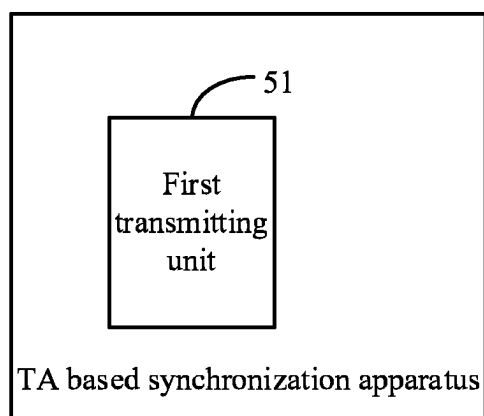 51
First
transmitting
unit
TA based synchronization apparatus